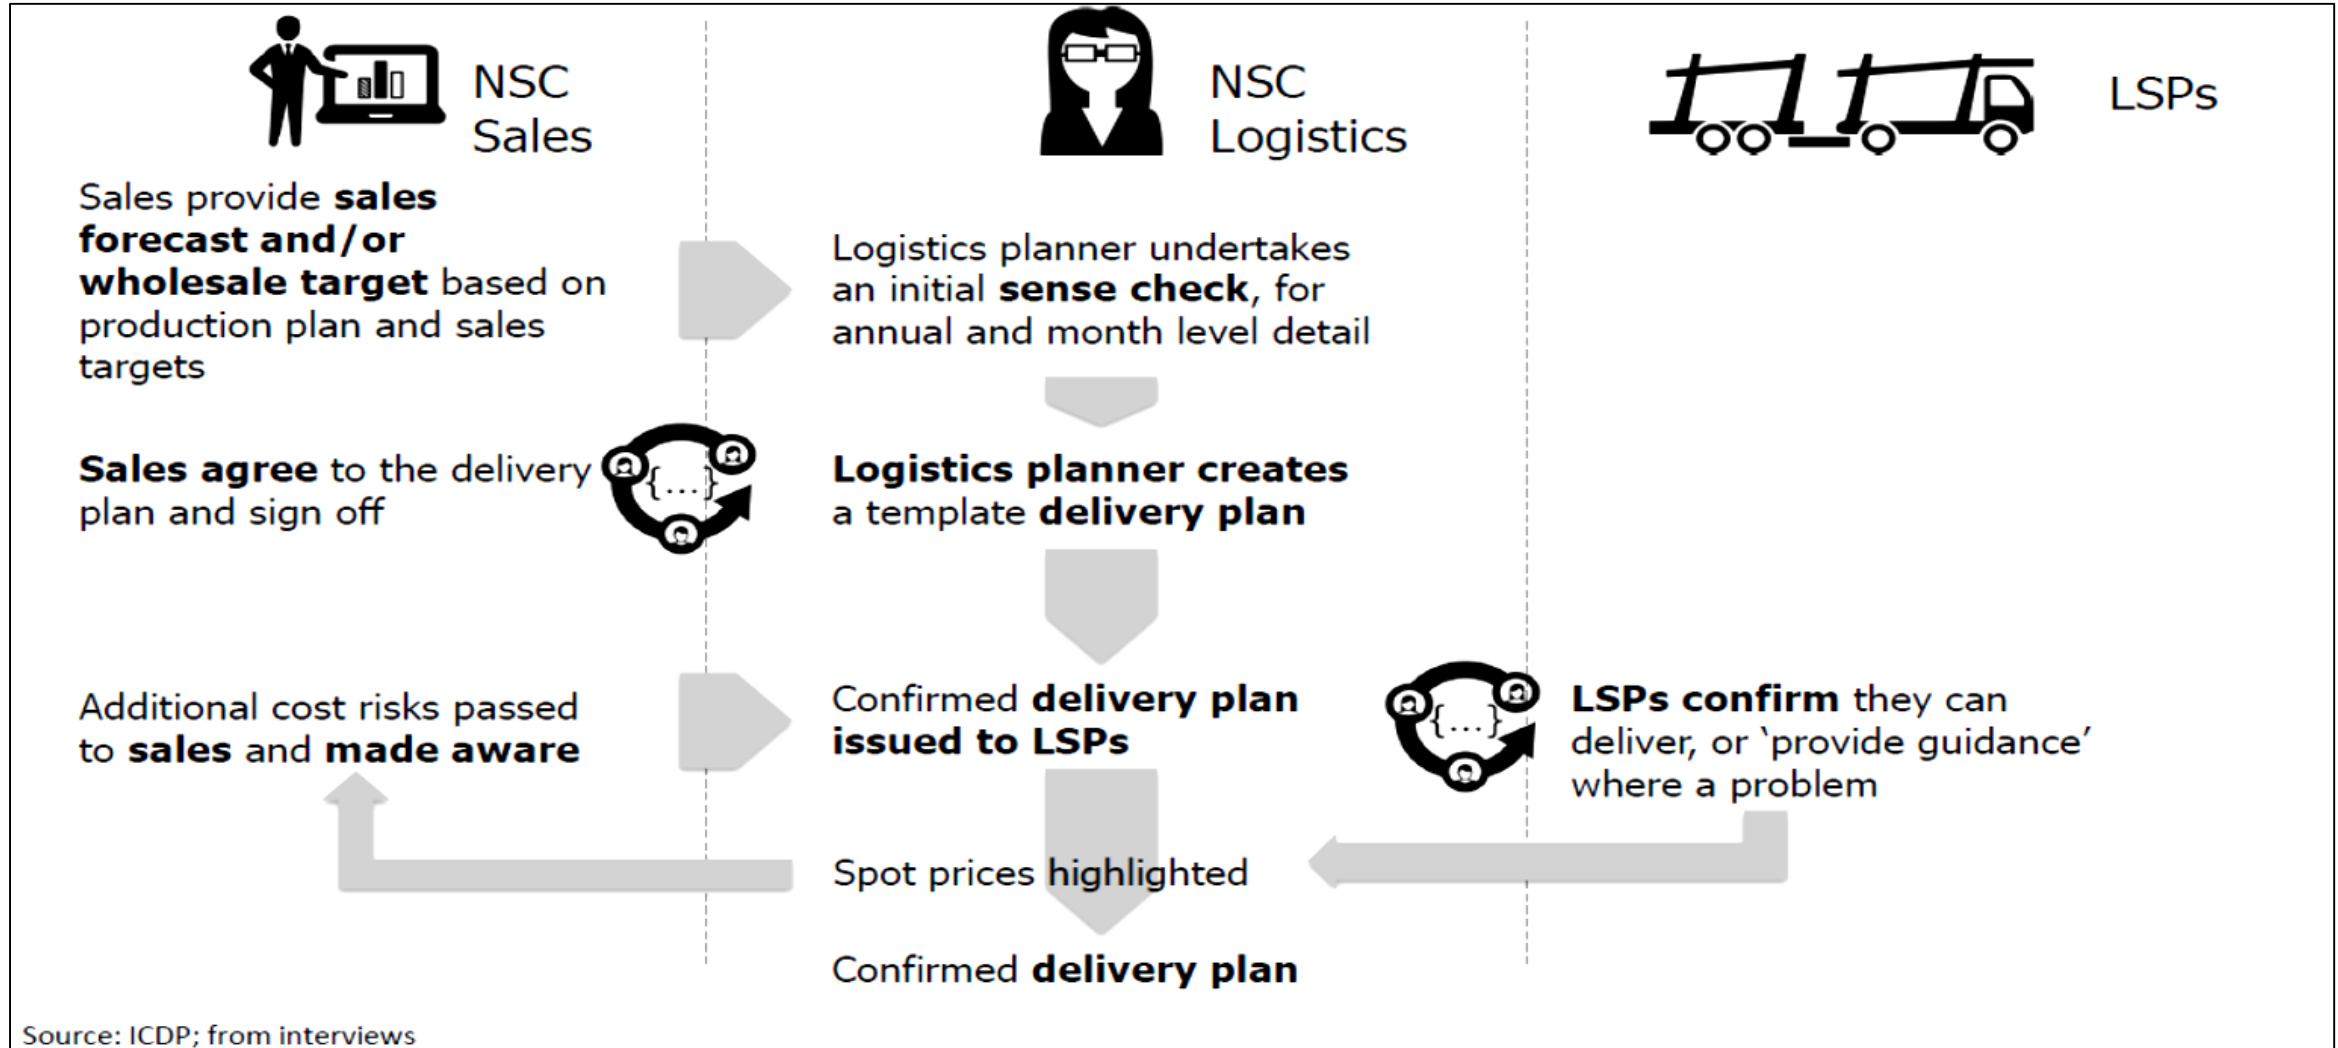 NSC
Sales
NSC
Logistics
LSPs
Sales provide sales
forecast and/or
wholesale target based on
production plan and sales
targets
Logistics planner undertakes
an initial sense check, for
annual and month level detail
Sales agree to the delivery
plan and sign off
{...}
Logistics planner creates
a template delivery plan
Additional cost risks passed
to sales and made aware
Confirmed delivery plan
issued to LSPs
{...}
LSPs confirm they can
deliver, or ‘provide guidance’
where a problem
Spot prices highlighted
Confirmed delivery plan
Source: ICDP; from interviews